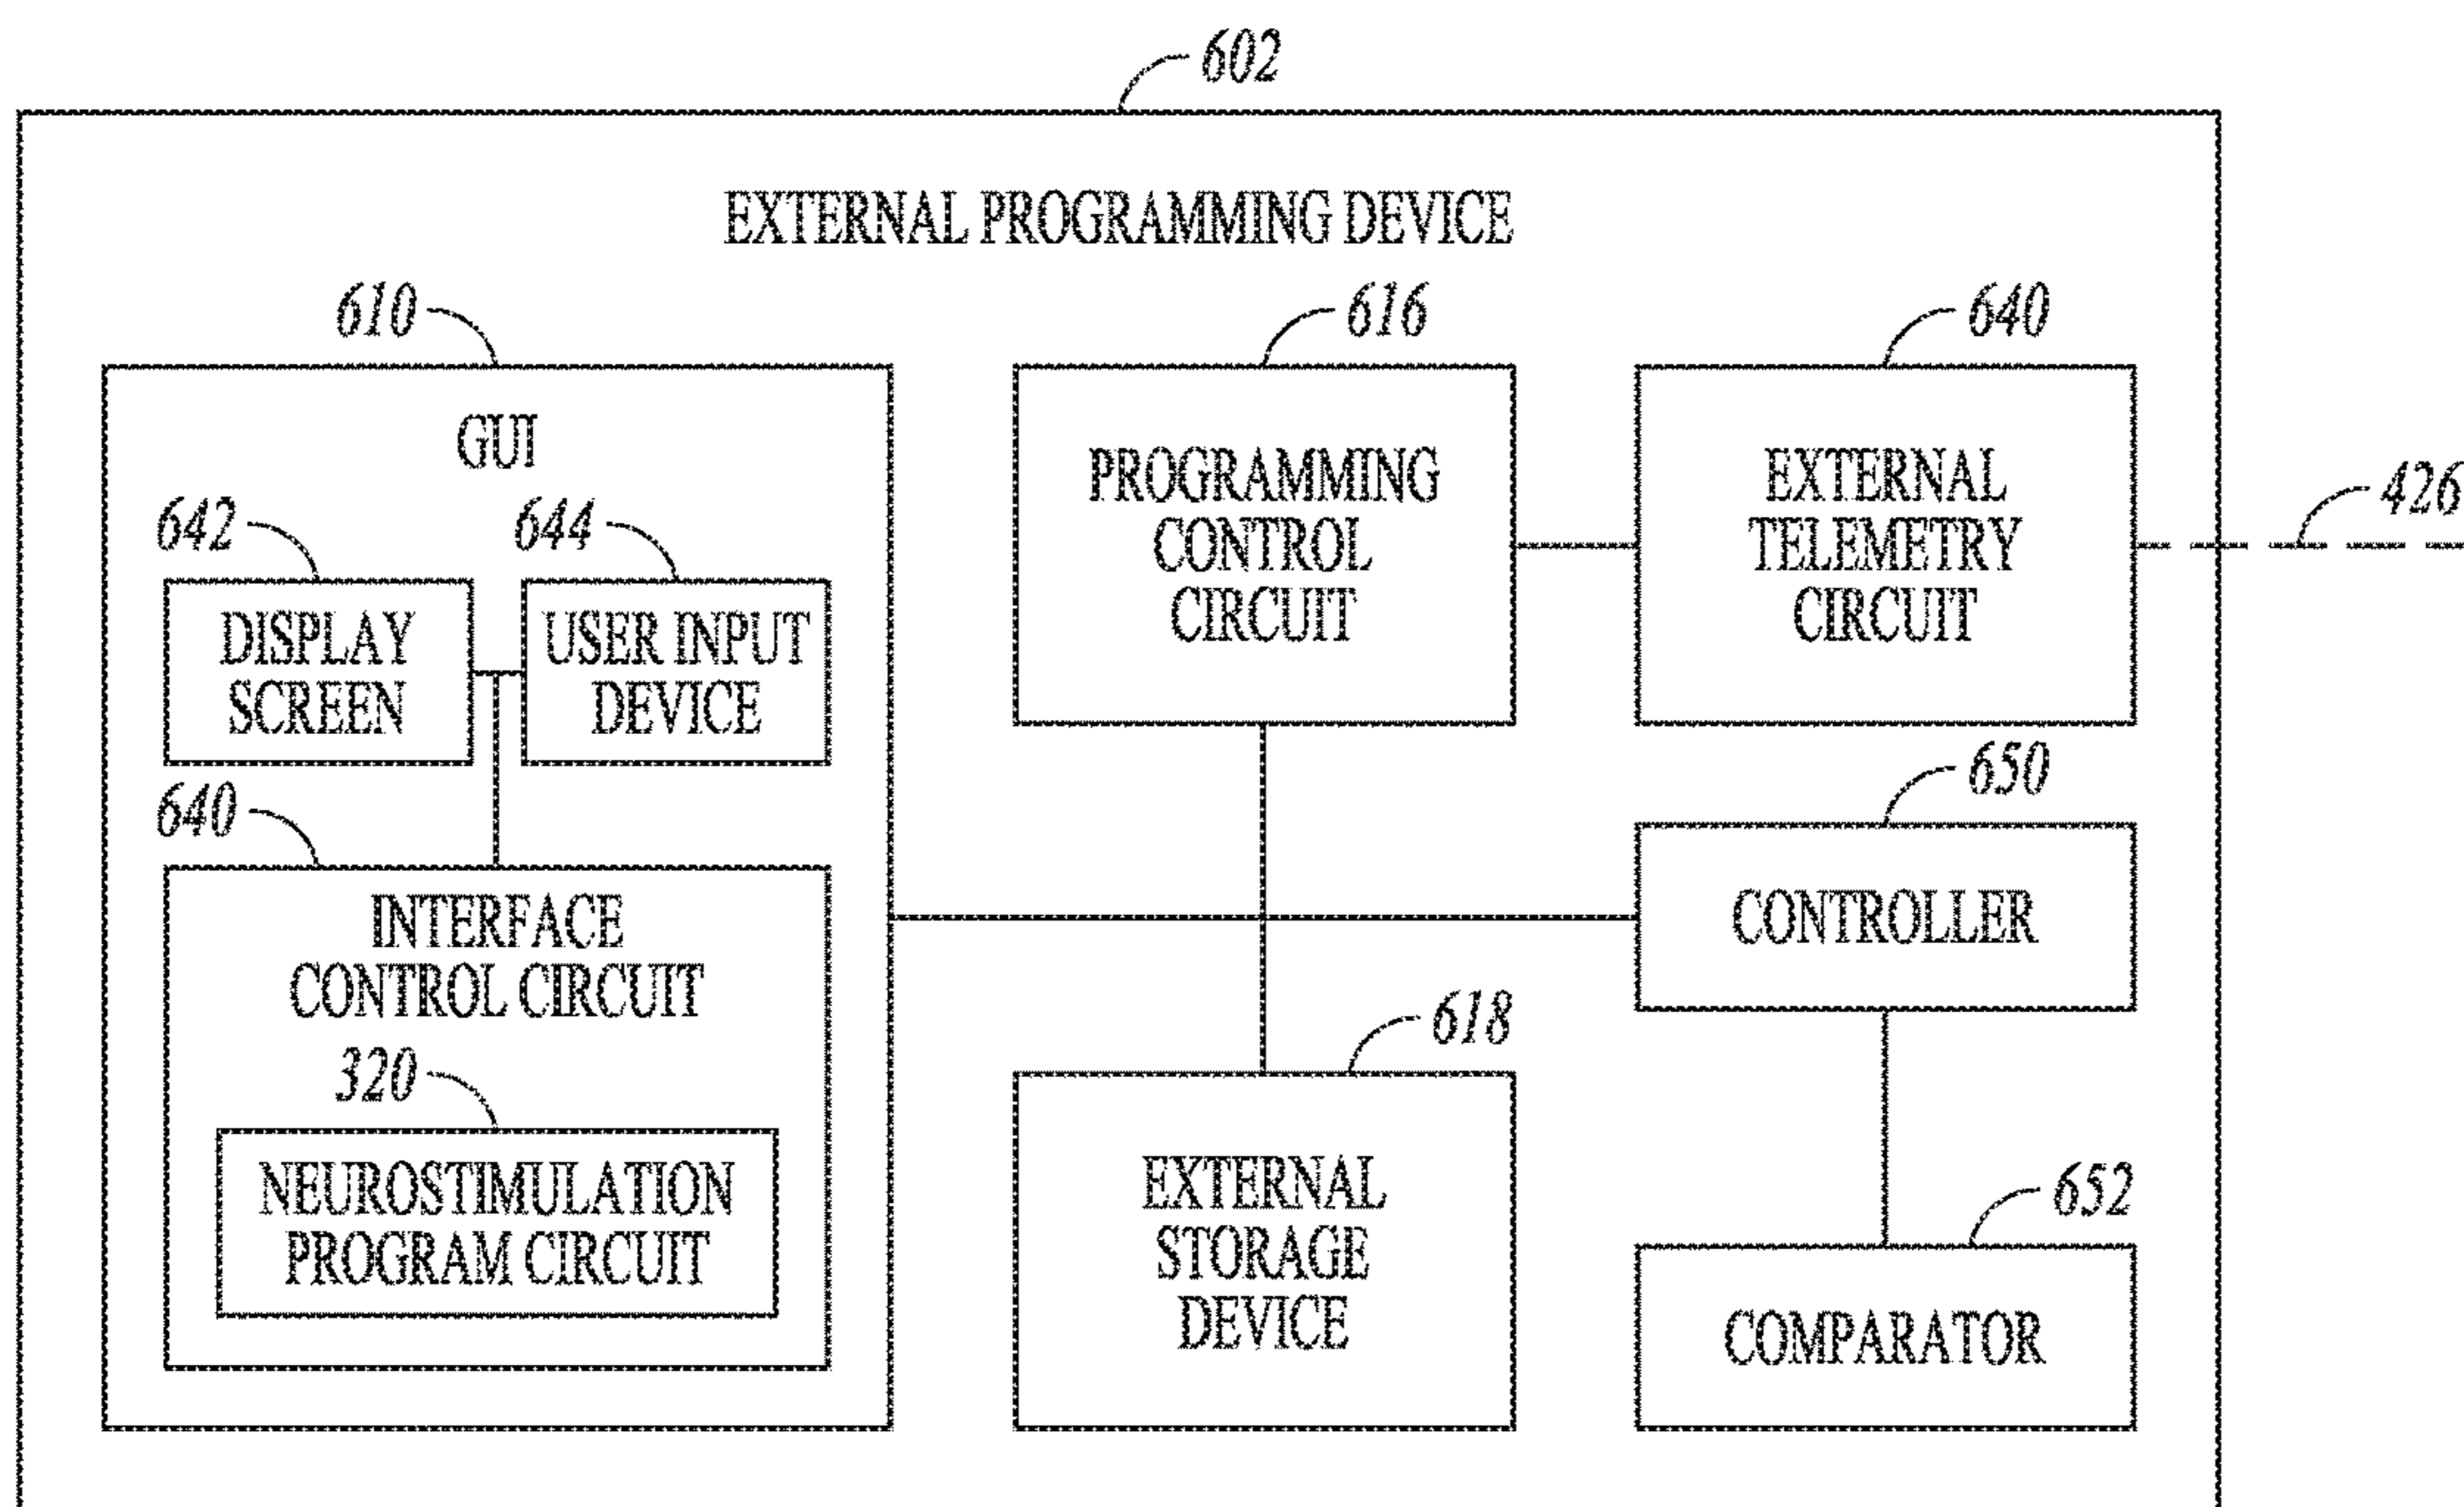 602
EXTERNAL PROGRAMMING DEVICE
610
GUI
642
644
DISPLAY
SCREEN
USER INPUT
DEVICE
640
INTERFACE
CONTROL CIRCUIT
320
NEUROSTIMULATION
PROGRAM CIRCUIT
616
PROGRAMMING
CONTROL
CIRCUIT
640
EXTERNAL
TELEMETRY
CIRCUIT
426
650
CONTROLLER
618
EXTERNAL
STORAGE
DEVICE
652
COMPARATOR